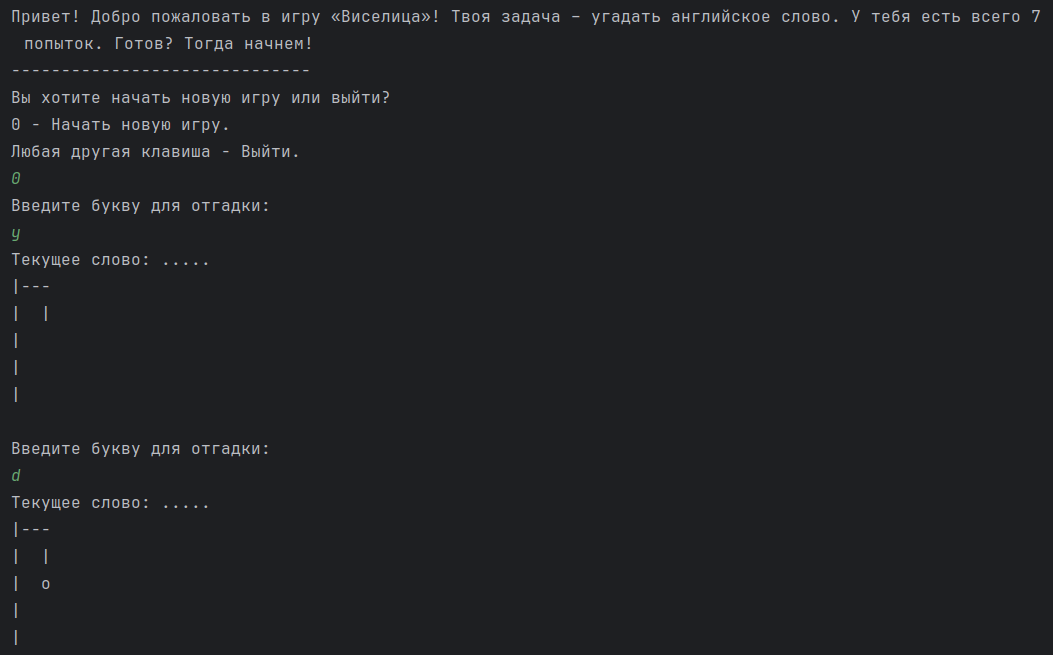 Привет! Добро пожаловать в игру «Виселица»! Твоя задача – угадать английское слово. У тебя есть всего 7
попыток. Готов? Тогда начнем!
------------------------------
Вы хотите начать новую игру или выйти?
0 - Начать новую игру.
Любая другая клавиша - Выйти.
0
Введите букву для отгадки:
y
Текущее слово: .....
|---
|  |
|
|
|
Введите букву для отгадки:
d
Текущее слово: .....
|---
|  |
|  o
|
|